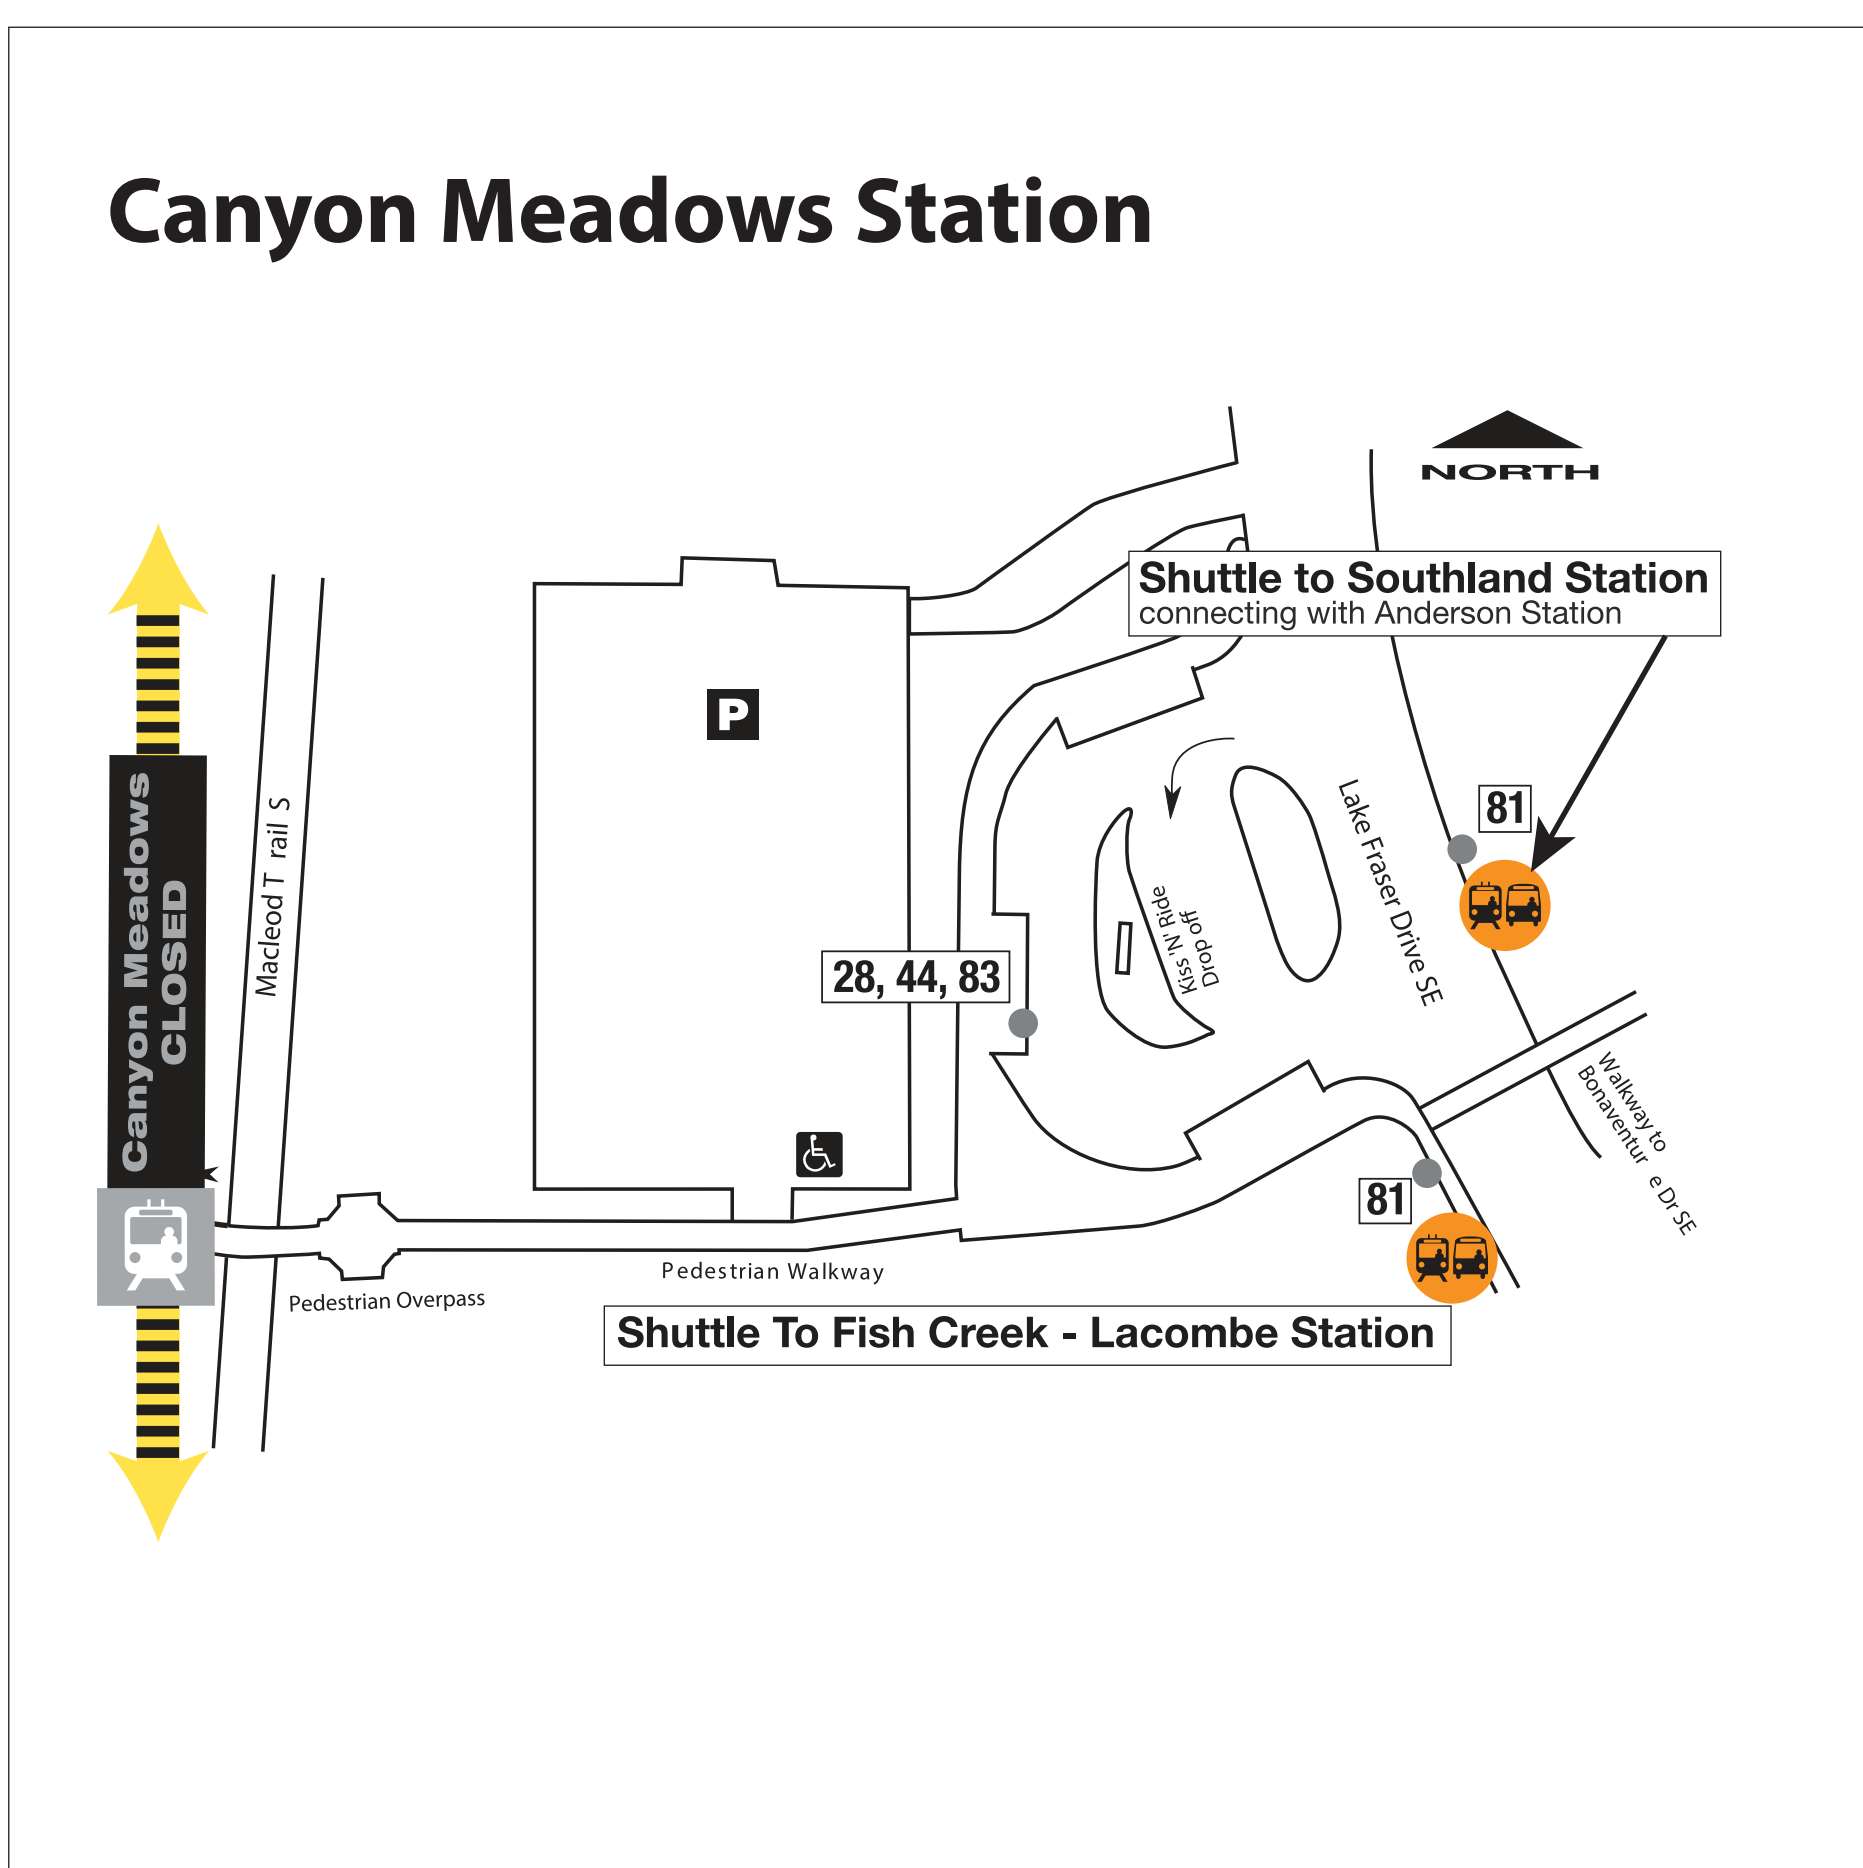 Canyon Meadows Station
NORTH
Shuttle to Southland Station
connecting with Anderson Station
P
81
Canyon Meadows
CLOSED
Macleod T rail S
Lake Fraser Drive SE
Kiss 'N' Ride
Drop off
28, 44, 83
Walkway to
Bonaventur e Dr SE
81
Pedestrian Walkway
Pedestrian Overpass
Shuttle To Fish Creek - Lacombe Station